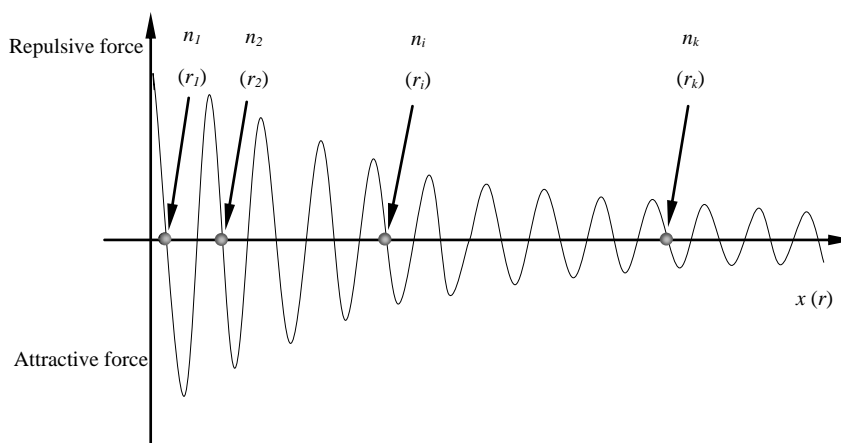 n1 n2 ni nk
Repulsive force
(r1) (r2) (ri) (rk)
x (r)
Attractive force